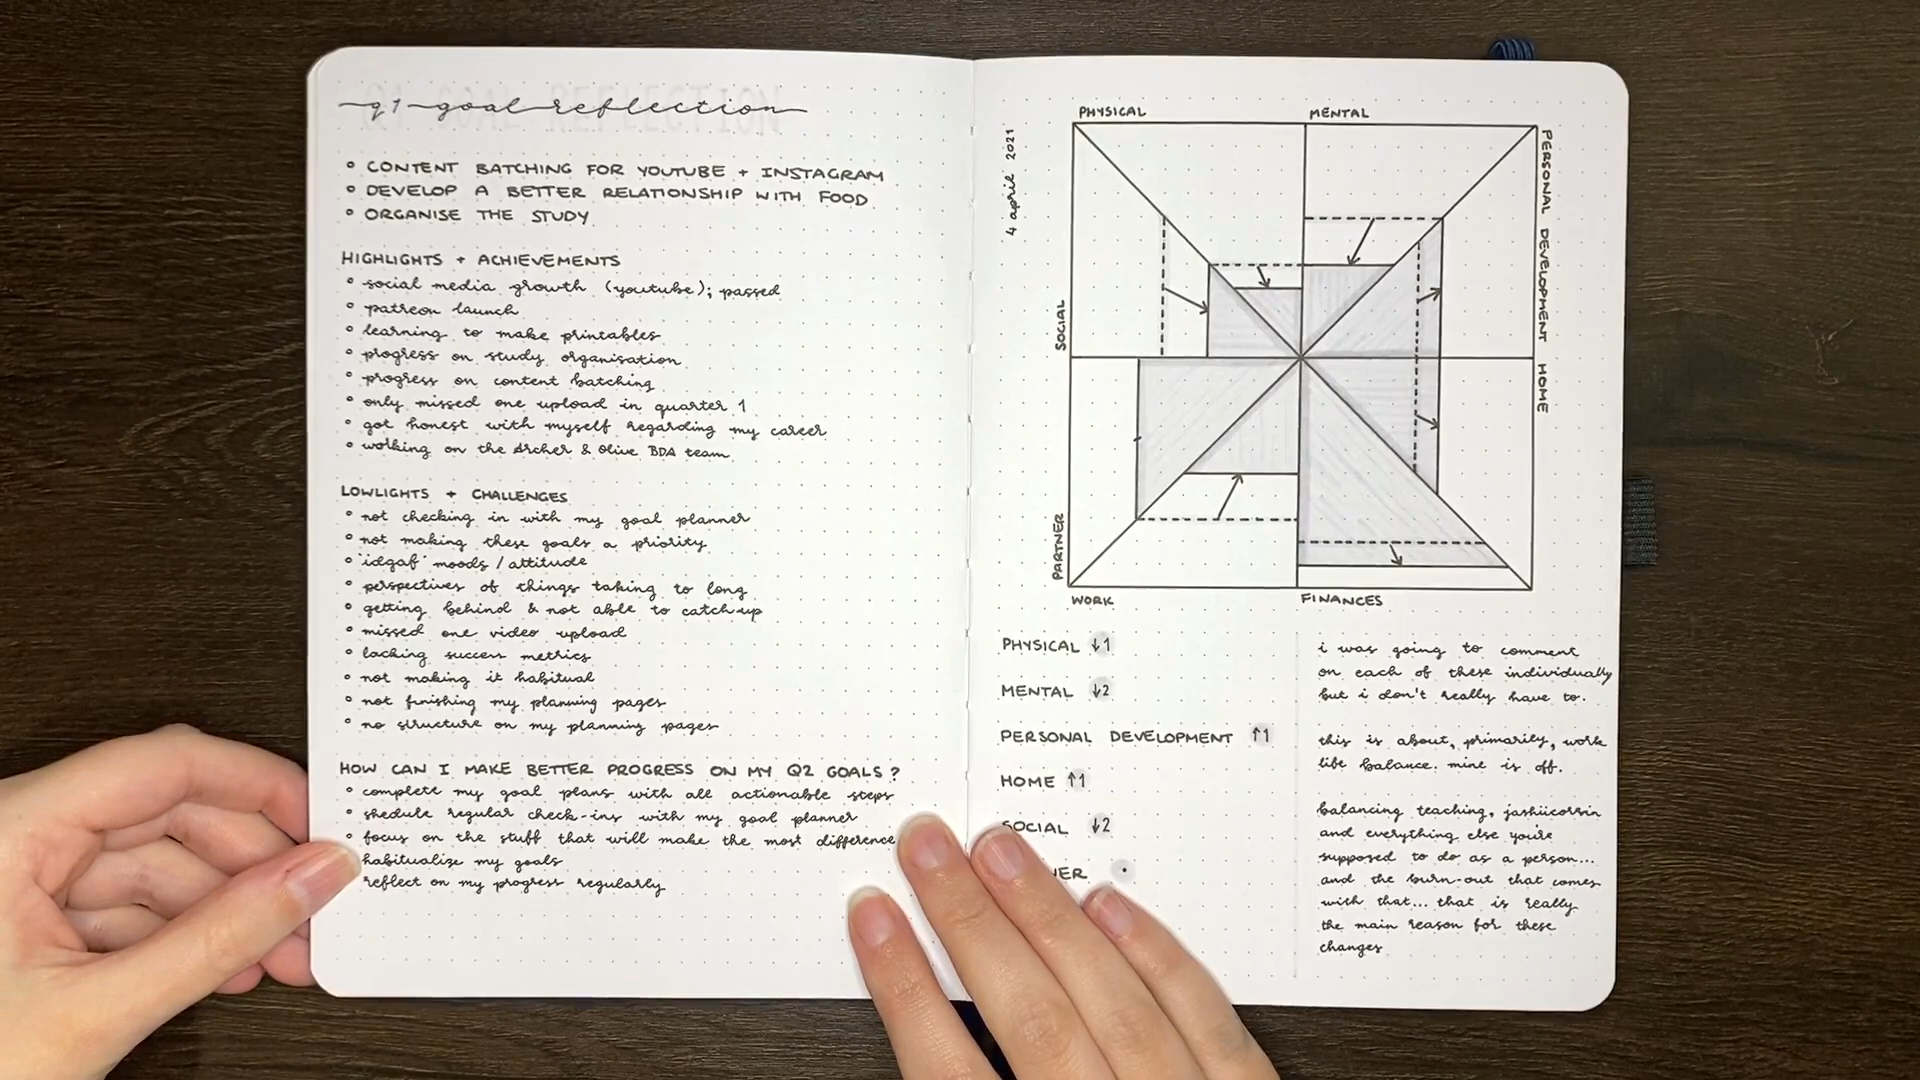 q1 goal reflection
° CONTENT BATCHING FOR YOUTUBE + INSTAGRAM
° DEVELOP A BETTER RELATIONSHIP WITH FOOD
° ORGANISE THE STUDY
HIGHLIGHTS + ACHIEVEMENTS
° social media growth (youtube); passed
° patreon launch
° learning to make printables
° progress on study organisation
° progress on content batching
° only missed one upload in quarter 1
° got honest with myself regarding my career
° working on the Archer & Olive BDA team
LOWLIGHTS + CHALLENGES
° not checking in with my goal planner
° not making these goals a priority
° 'idgaf' moods / attitude
° perspectives of things taking to long
° getting behind & not able to catch up
° missed one video upload
° lacking success metrics
° not making it habitual
° not finishing my planning pages
° no structure on my planning pages
HOW CAN I MAKE BETTER PROGRESS ON MY Q2 GOALS?
° complete my goal plans with all actionable steps
° shedule regular check-ins with my goal planner
° focus on the stuff that will make the most difference
habitualize my goals
reflect on my progress regularly
4 april 2021
PHYSICAL
MENTAL
PERSONAL DEVELOPMENT
HOME
SOCIAL
PARTNER
WORK
FINANCES
PHYSICAL ↓1
MENTAL ↓2
PERSONAL DEVELOPMENT ↑1
HOME ↑1
SOCIAL ↓2
NER •
i was going to comment
on each of these individually
but i don't really have to.
this is about, primarily, work
life balance. mine is off.
balancing teaching, jashiicorrin
and everything else you're
supposed to do as a person...
and the burn-out that comes
with that... that is really
the main reason for these
changes